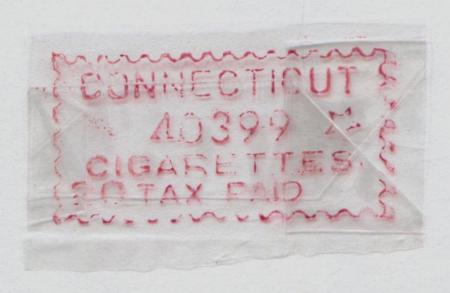 CONNECTICUT
40399
CIGARETTES
TAX PAID